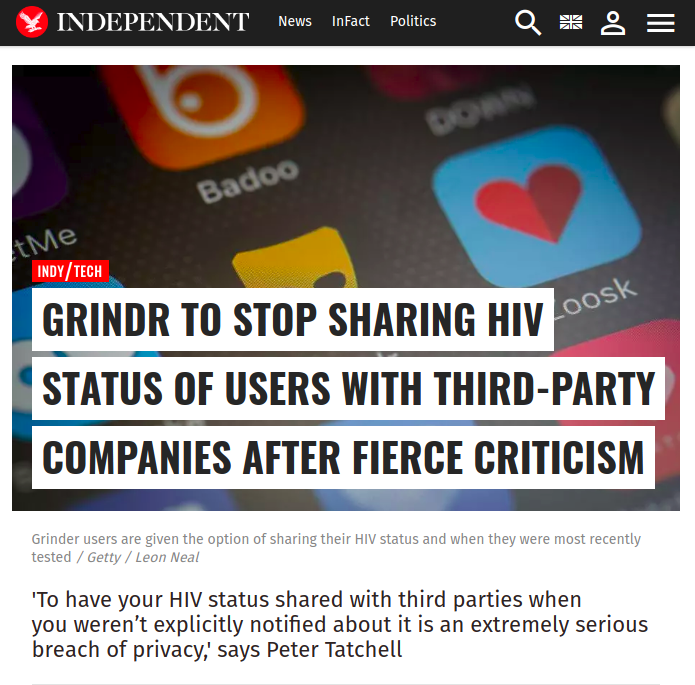 INDEPENDENT News InFact Politics
Badoo
etMe
Zoosk
INDY/TECH
GRINDR TO STOP SHARING HIV
STATUS OF USERS WITH THIRD-PARTY
COMPANIES AFTER FIERCE CRITICISM
Grinder users are given the option of sharing their HIV status and when they were most recently
tested / Getty / Leon Neal
'To have your HIV status shared with third parties when
you weren’t explicitly notified about it is an extremely serious
breach of privacy,' says Peter Tatchell